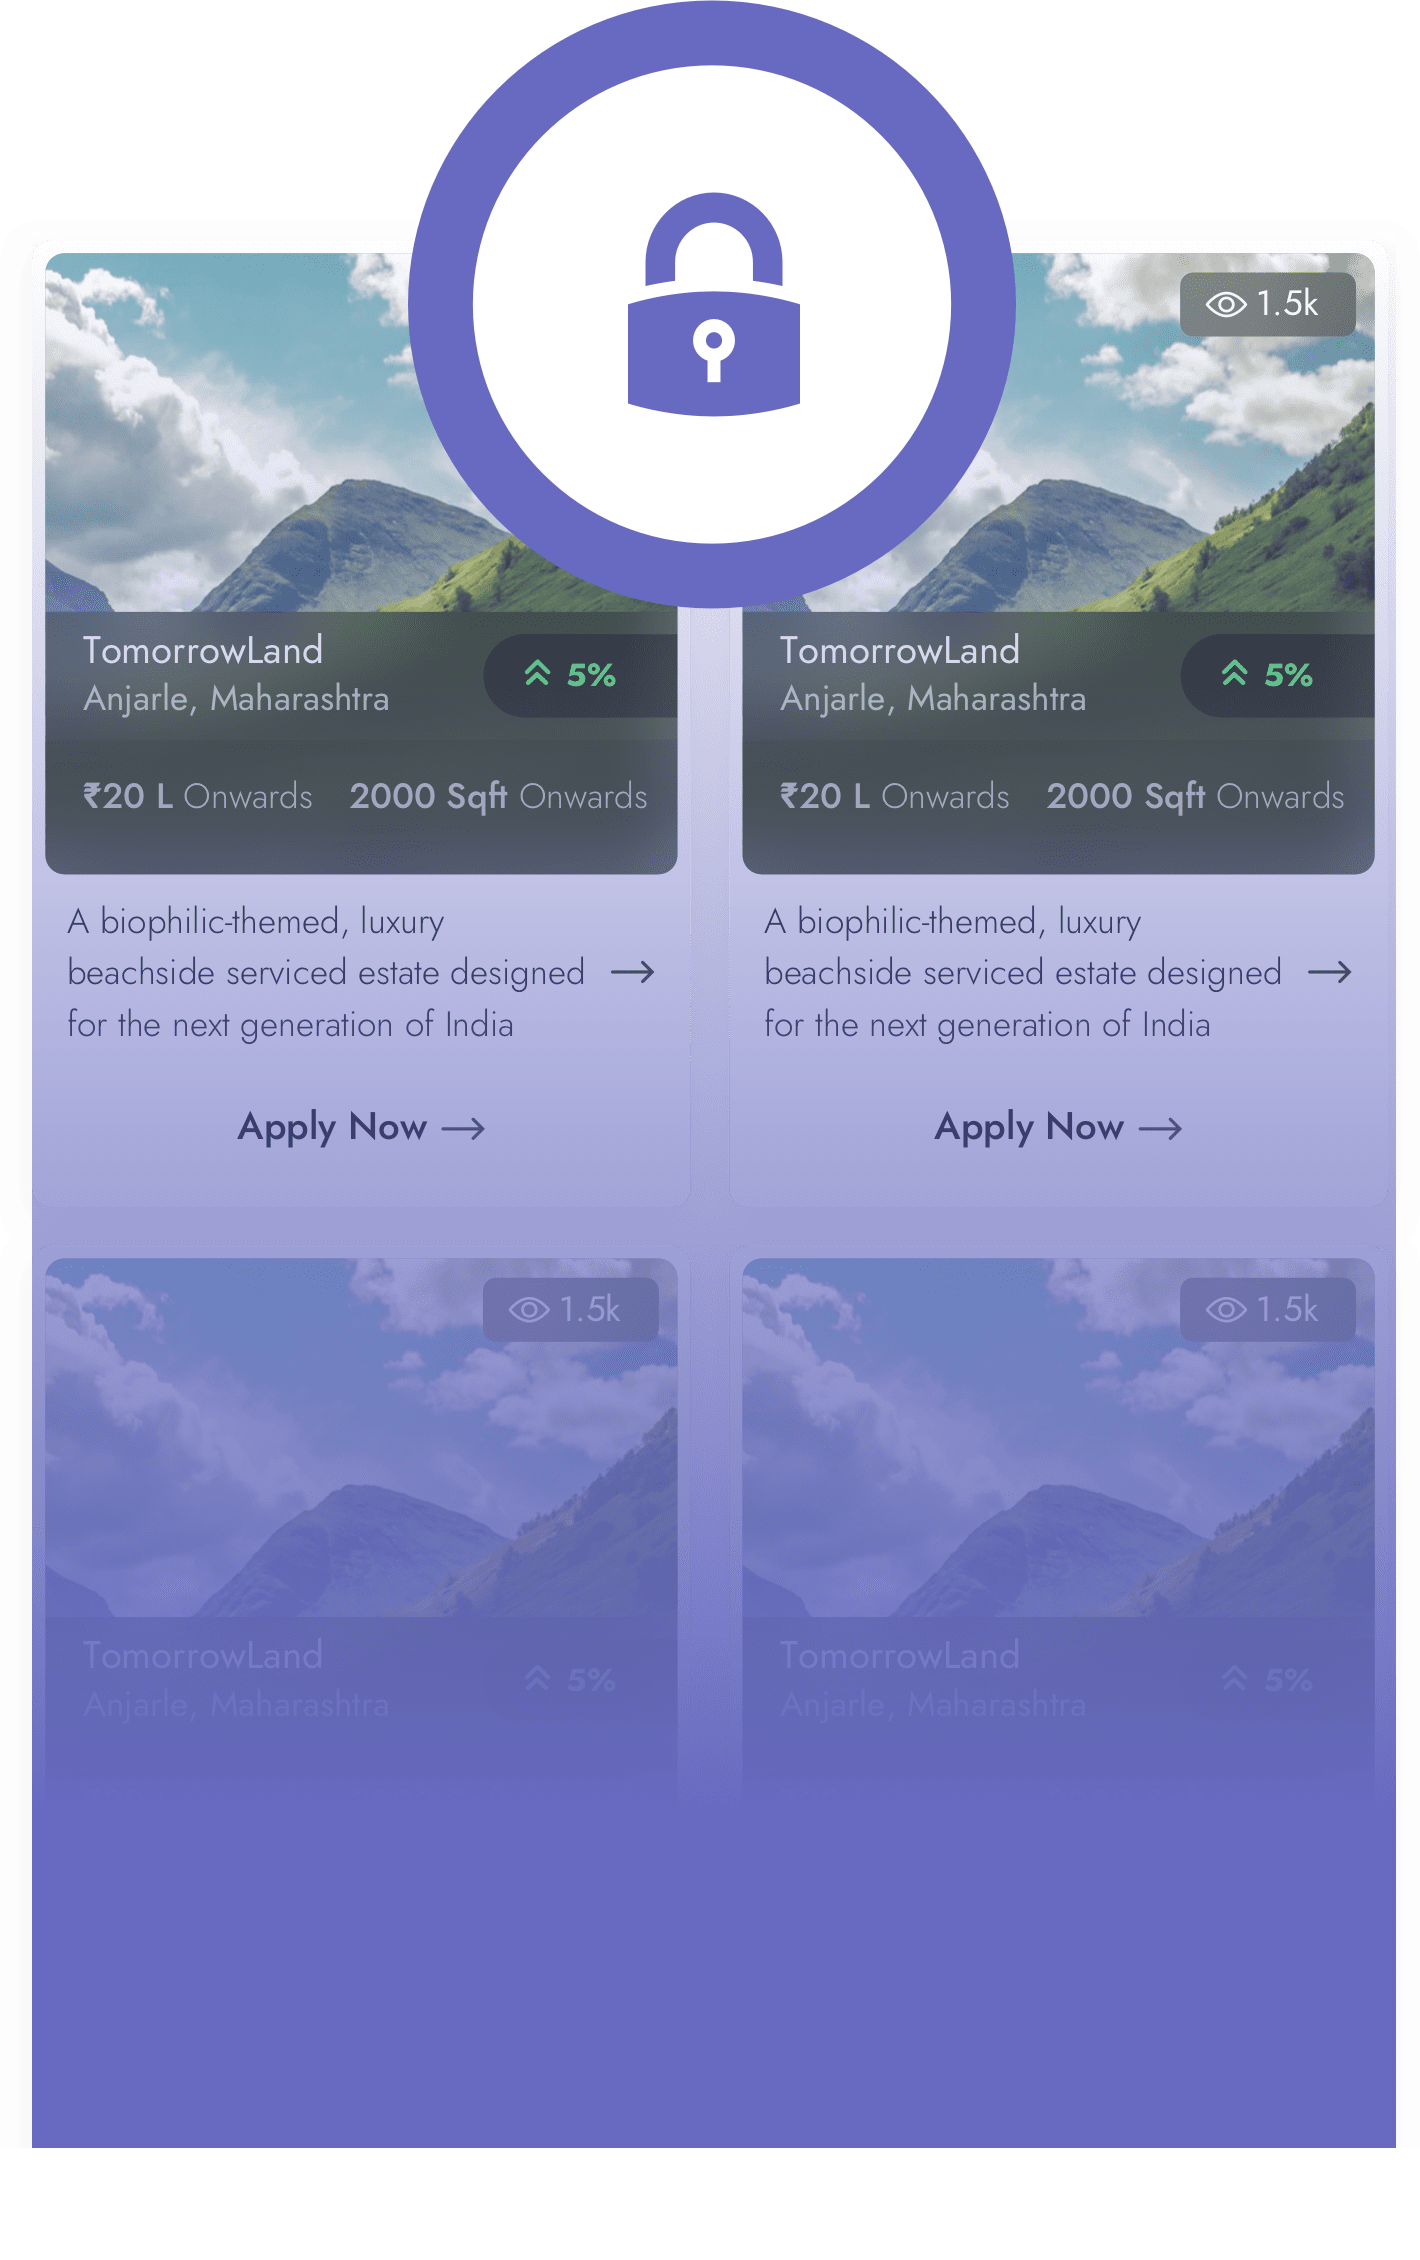 1.5k
TomorrowLand
Anjarle, Maharashtra
5%
₹20 L Onwards 2000 Sqft Onwards
A biophilic-themed, luxury
beachside serviced estate designed
for the next generation of India
Apply Now
TomorrowLand
Anjarle, Maharashtra
5%
₹20 L Onwards 2000 Sqft Onwards
A biophilic-themed, luxury
beachside serviced estate designed
for the next generation of India
Apply Now
1.5k
TomorrowLand
Anjarle, Maharashtra
5%
1.5k
TomorrowLand
Anjarle, Maharashtra
5%